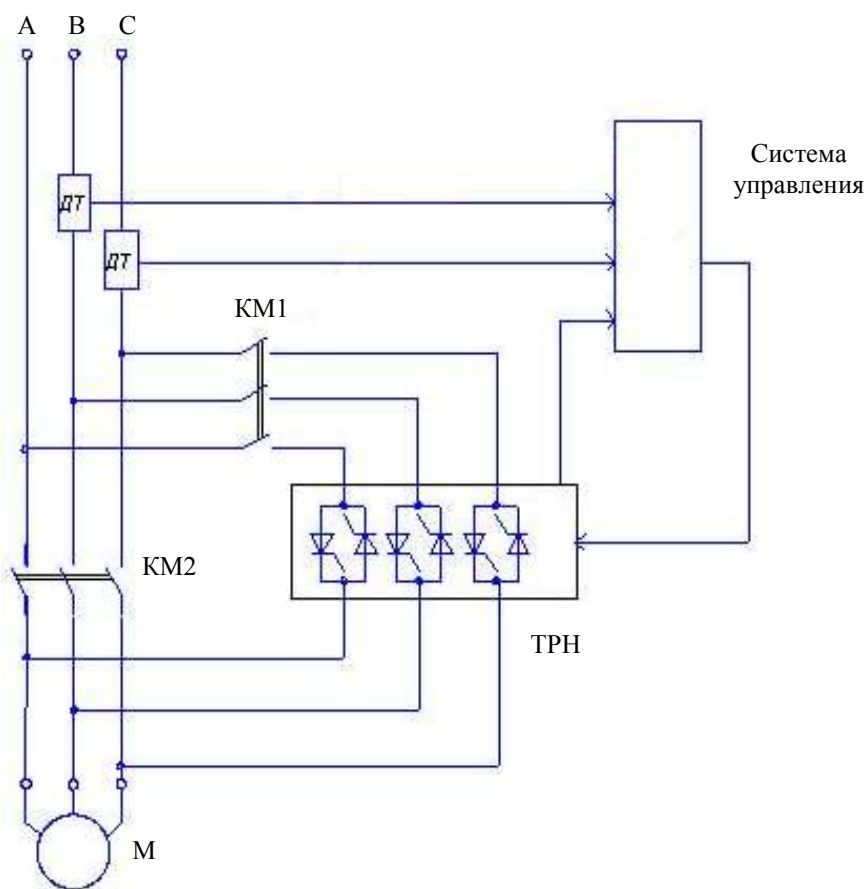 А В С
Система
управления
ДТ
ДТ
КМ1
КМ2
ТРН
М